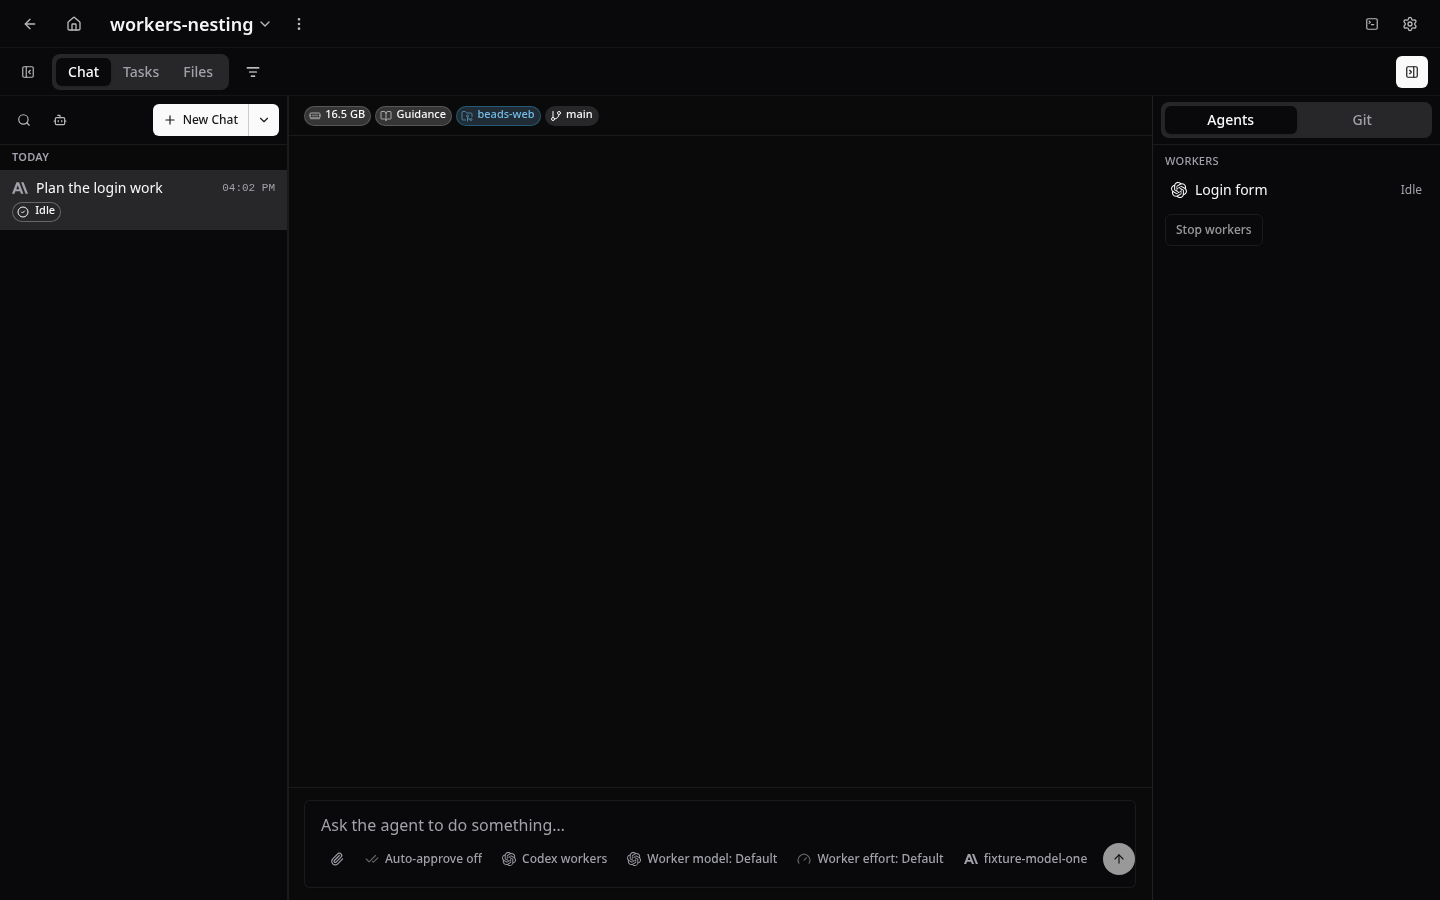 workers-nesting
Chat Tasks Files
New Chat
16.5 GB Guidance beads-web main
Agents Git
TODAY
Plan the login work 04:02 PM
Idle
WORKERS
Login form Idle
Stop workers
Ask the agent to do something...
Auto-approve off Codex workers Worker model: Default Worker effort: Default fixture-model-one